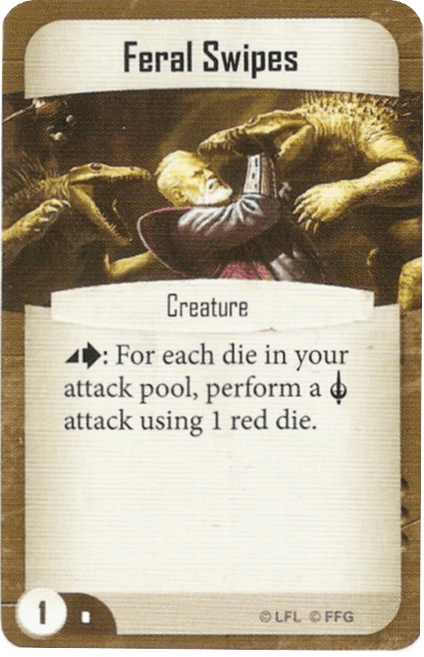 Feral Swipes
Creature
: For each die in your
attack pool, perform a
attack using 1 red die.
1
© LFL © FFG